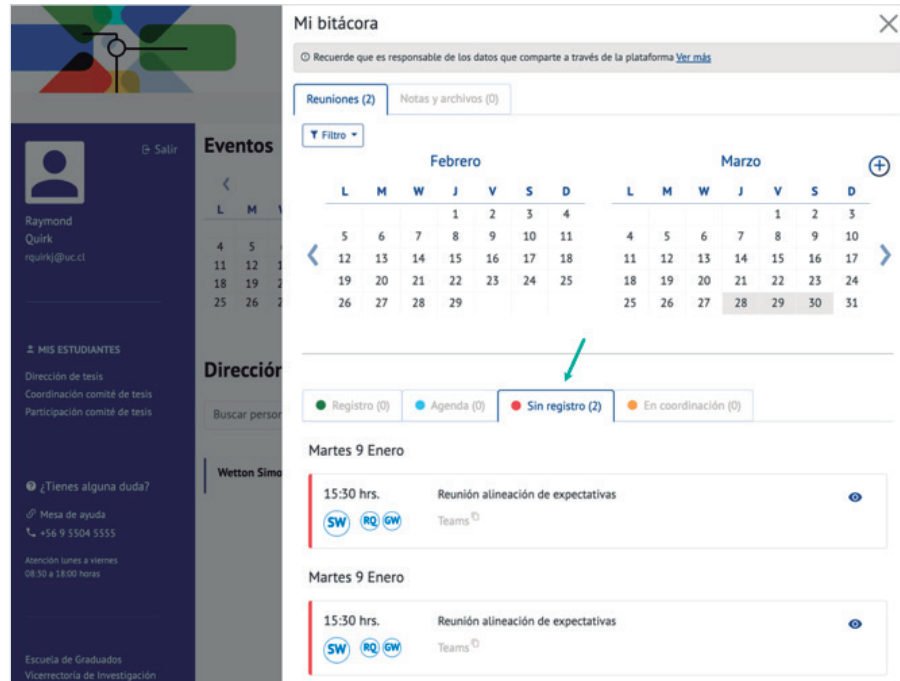 Mi bitácora
Recuerde que es responsable de los datos que comparte a través de la plataforma Ver más
Reuniones (2) Notas y archivos (0)
Filtro
Febrero
L M W J V S D
1 2 3 4
5 6 7 8 9 10 11
12 13 14 15 16 17 18
19 20 21 22 23 24 25
26 27 28 29
Marzo
L M W J V S D
1 2 3
4 5 6 7 8 9 10
11 12 13 14 15 16 17
18 19 20 21 22 23 24
25 26 27 28 29 30 31
Registro (0) Agenda (0) Sin registro (2) En coordinación (0)
Martes 9 Enero
15:30 hrs. Reunión alineación de expectativas
SW RQ GW Teams
Martes 9 Enero
15:30 hrs. Reunión alineación de expectativas
SW RQ GW Teams
Salir
Raymond
Quirk
rquirkj@uc.cl
MIS ESTUDIANTES
Dirección de tesis
Coordinación comité de tesis
Participación comité de tesis
¿Tienes alguna duda?
Mesa de ayuda
+56 9 5504 5555
Atención lunes a viernes
08:30 a 18:00 horas
Escuela de Graduados
Vicerrectoría de Investigación
Eventos
L M
4 5
11 12
18 19
25 26
Dirección
Buscar person
Wetton Simo